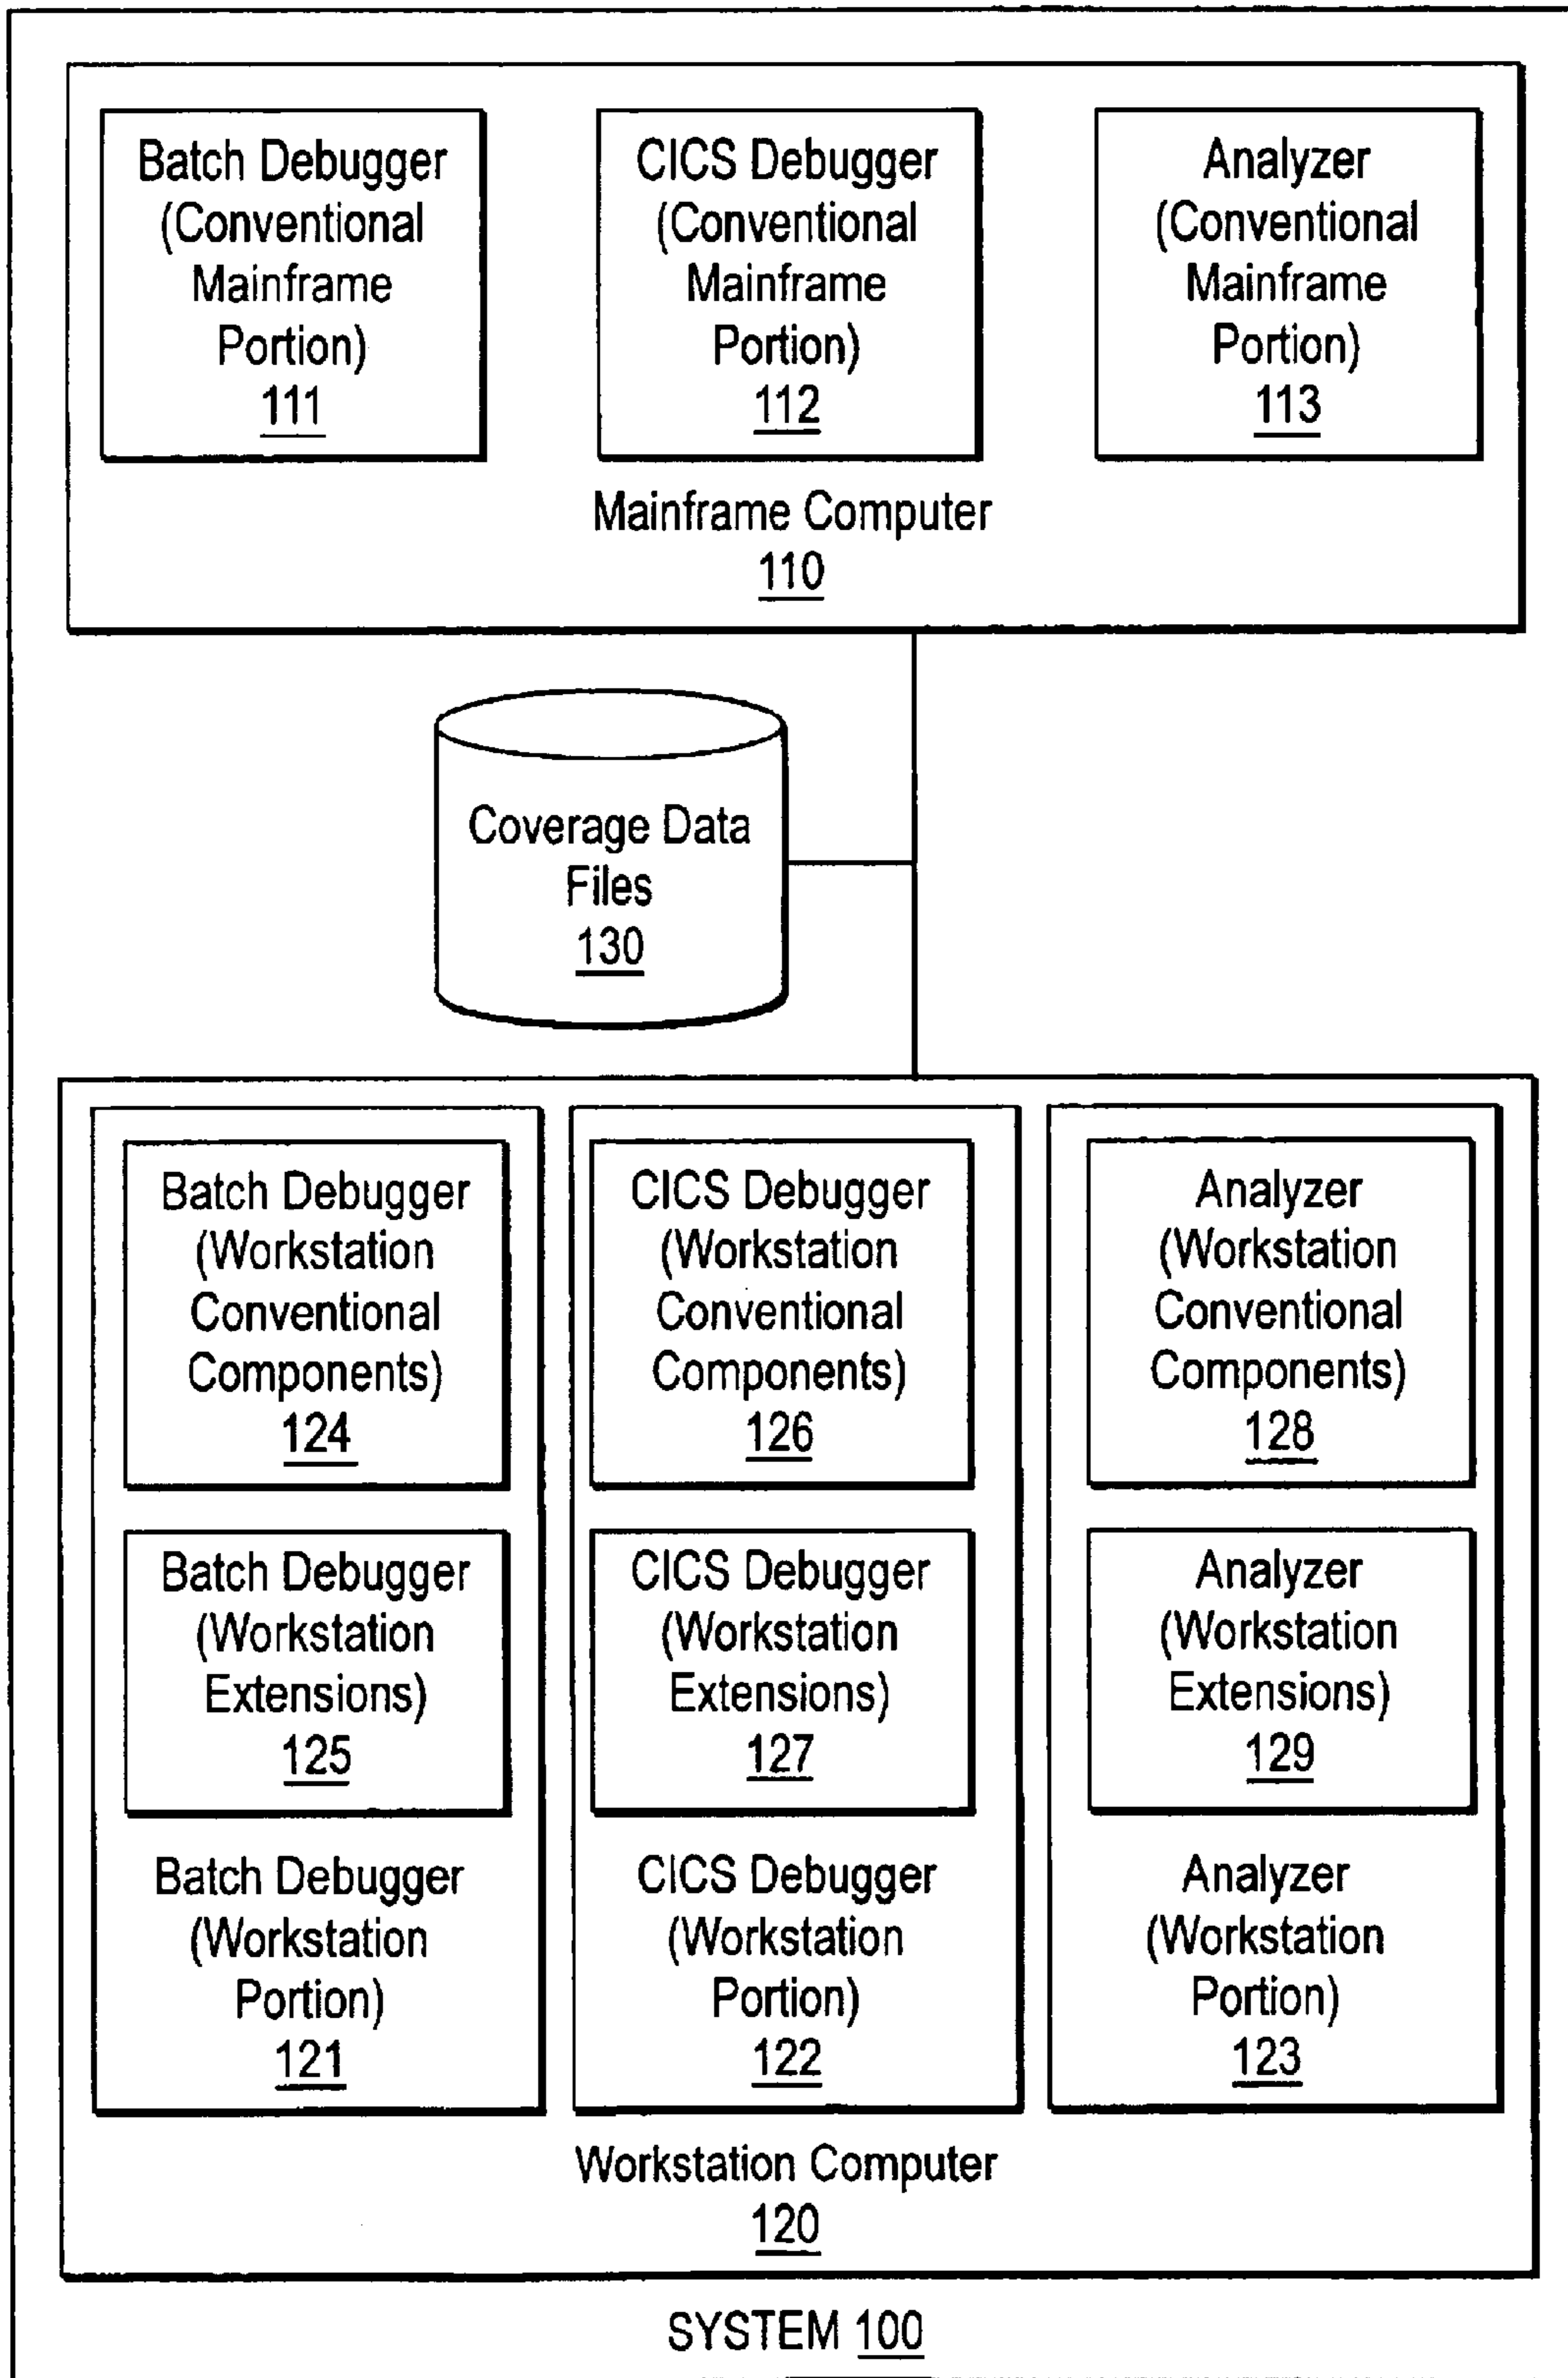 Batch Debugger
(Conventional
Mainframe
Portion)
111
CICS Debugger
(Conventional
Mainframe
Portion)
112
Analyzer
(Conventional
Mainframe
Portion)
113
Mainframe Computer
110
Coverage Data
Files
130
Batch Debugger
(Workstation
Conventional
Components)
124
Batch Debugger
(Workstation
Extensions)
125
Batch Debugger
(Workstation
Portion)
121
CICS Debugger
(Workstation
Conventional
Components)
126
CICS Debugger
(Workstation
Extensions)
127
CICS Debugger
(Workstation
Portion)
122
Analyzer
(Workstation
Conventional
Components)
128
Analyzer
(Workstation
Extensions)
129
Analyzer
(Workstation
Portion)
123
Workstation Computer
120
SYSTEM 100